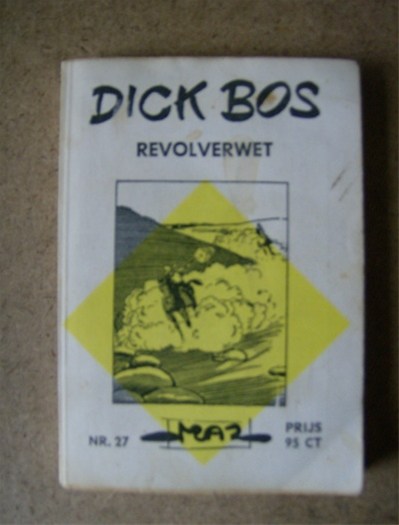 DICK BOS
REVOLVERWET
NR. 27
MAZ
PRIJS
95 CT